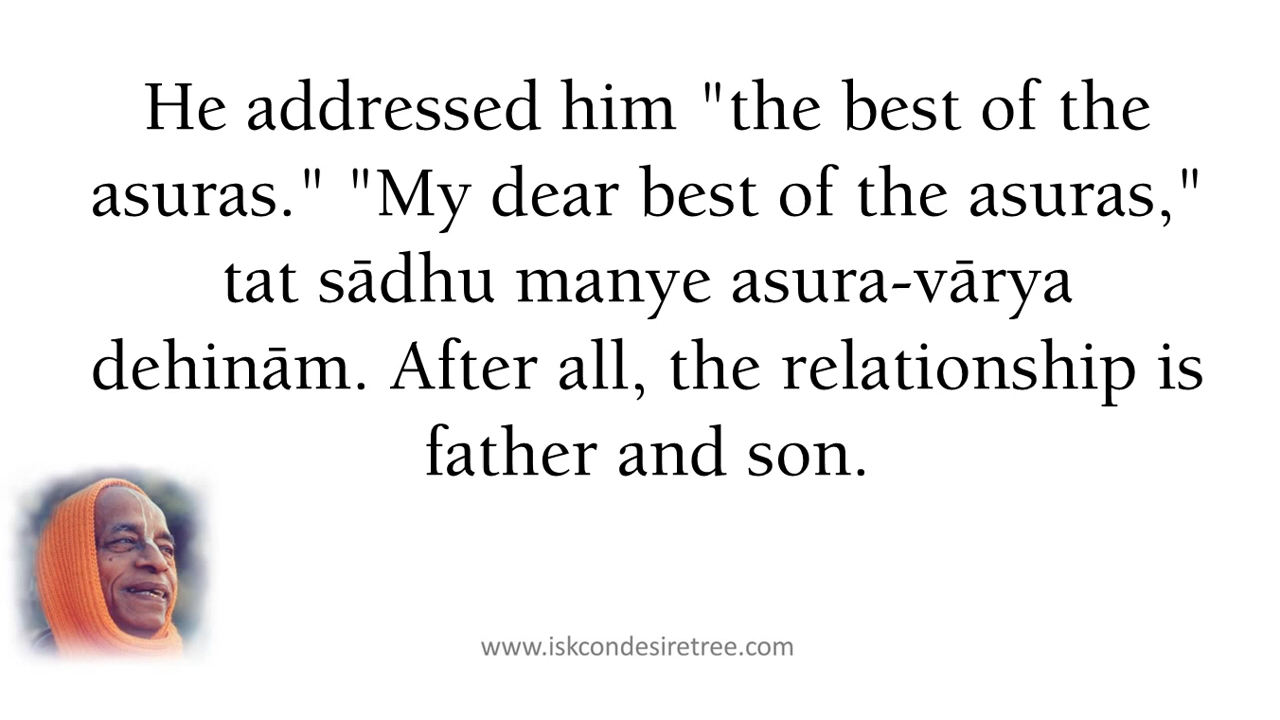 He addressed him "the best of the
asuras." "My dear best of the asuras,"
tat sādhu manye asura-vārya
dehinām. After all, the relationship is
father and son.
www.iskcondesiretree.com